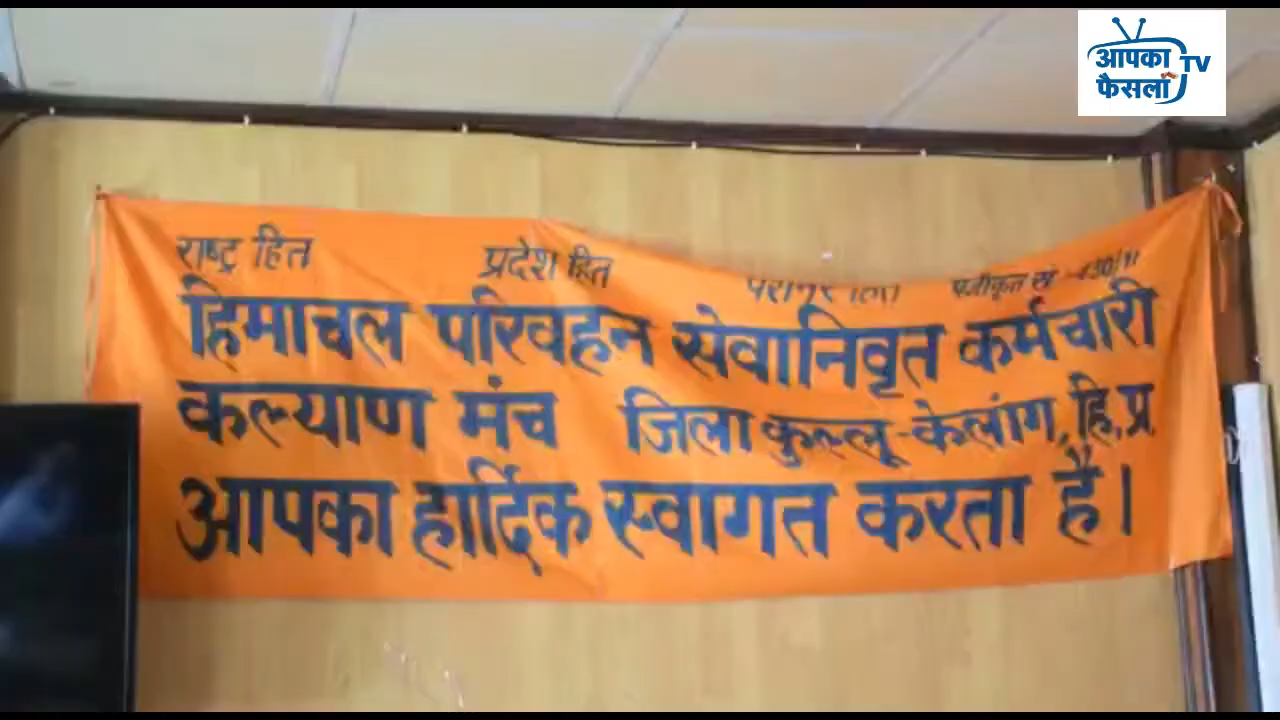 आपका TV
फैसला
राष्ट्र हित प्रदेश हित पंजीकृत सं
हिमाचल परिवहन सेवानिवृत कर्मचारी
कल्याण मंच जिला कुल्लू-केलांग, हि,प्र,
आपका हार्दिक स्वागत करता है।